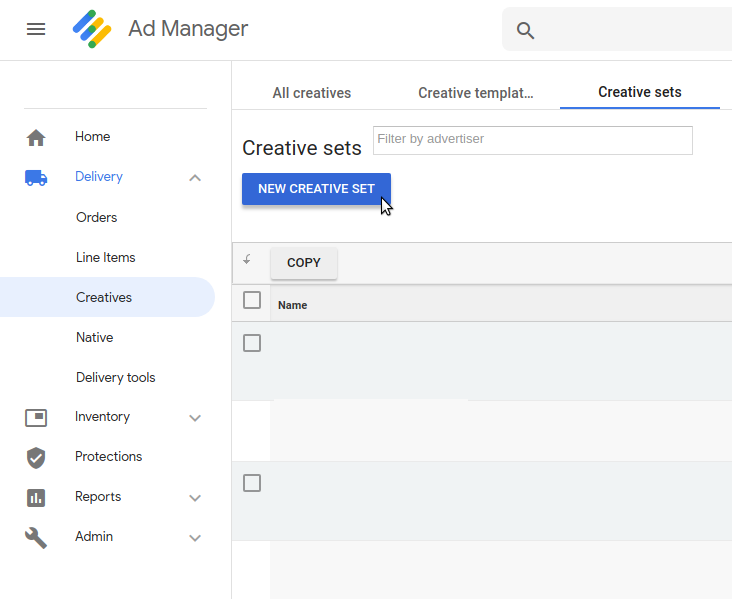 Ad Manager
All creatives
Creative templat...
Creative sets
Home
Delivery
Orders
Line Items
Creatives
Native
Delivery tools
Inventory
Protections
Reports
Admin
Creative sets
Filter by advertiser
NEW CREATIVE SET
COPY
Name